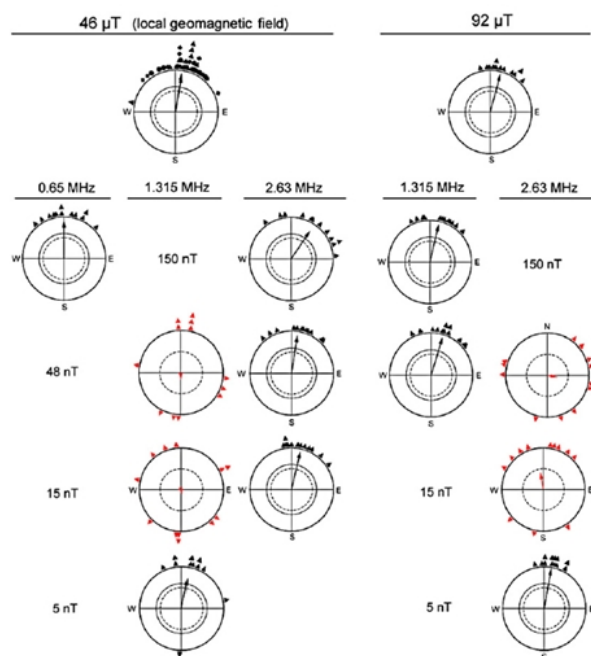 46 µT (local geomagnetic field) 92 µT
W E W E
S S
0.65 MHz 1.315 MHz 2.63 MHz 1.315 MHz 2.63 MHz
W E 150 nT W E W E 150 nT
S S S
N
48 nT W E W E W E W E
S S S
15 nT W E W E 15 nT W E
S S
5 nT W E 5 nT W E
S S